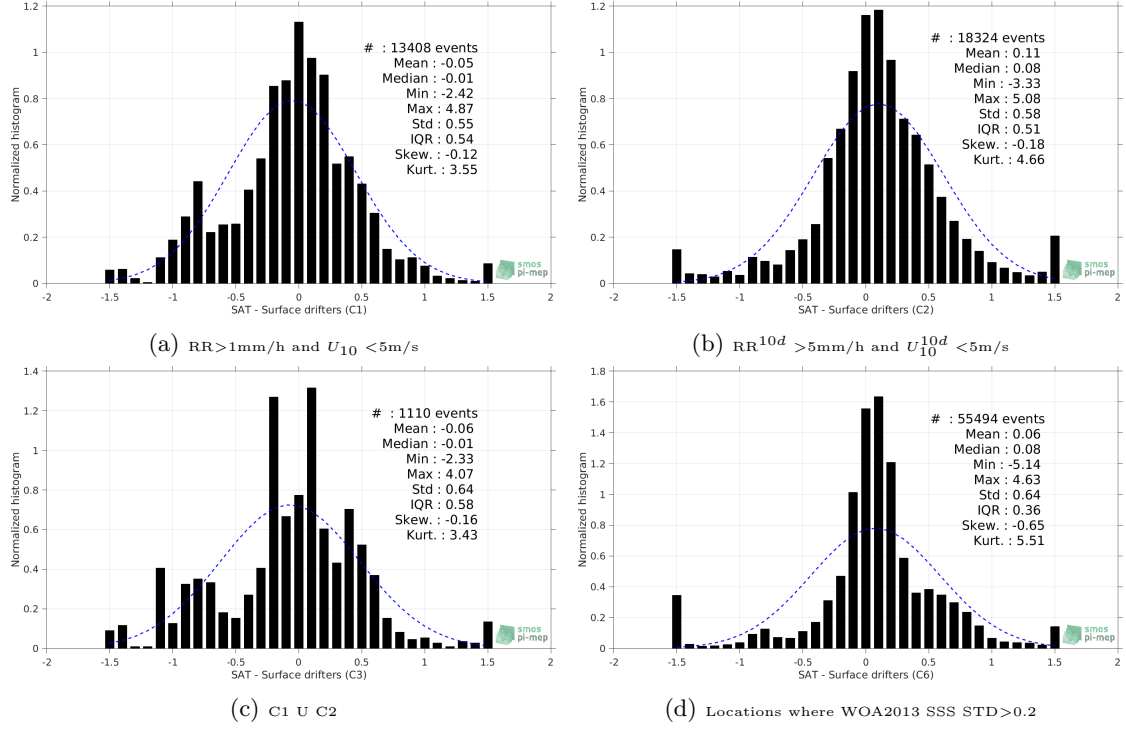 1.2
1
0.8
0.6
0.4
0.2
0
Normalized histogram
# : 13408 events
Mean : -0.05
Median : -0.01
Min : -2.42
Max : 4.87
Std : 0.55
IQR : 0.54
Skew. : -0.12
Kurt. : 3.55
smos
pi-mep
-2 -1.5 -1 -0.5 0 0.5 1 1.5 2
SAT - Surface drifters (C1)
(a) RR>1mm/h and U10 <5m/s
1.2
1
0.8
0.6
0.4
0.2
0
Normalized histogram
# : 18324 events
Mean : 0.11
Median : 0.08
Min : -3.33
Max : 5.08
Std : 0.58
IQR : 0.51
Skew. : -0.18
Kurt. : 4.66
smos
pi-mep
-2 -1.5 -1 -0.5 0 0.5 1 1.5 2
SAT - Surface drifters (C2)
(b) RR^10d >5mm/h and U10^10d <5m/s
1.4
1.2
1
0.8
0.6
0.4
0.2
0
Normalized histogram
# : 1110 events
Mean : -0.06
Median : -0.01
Min : -2.33
Max : 4.07
Std : 0.64
IQR : 0.58
Skew. : -0.16
Kurt. : 3.43
smos
pi-mep
-2 -1.5 -1 -0.5 0 0.5 1 1.5 2
SAT - Surface drifters (C3)
(c) C1 U C2
1.8
1.6
1.4
1.2
1
0.8
0.6
0.4
0.2
0
Normalized histogram
# : 55494 events
Mean : 0.06
Median : 0.08
Min : -5.14
Max : 4.63
Std : 0.64
IQR : 0.36
Skew. : -0.65
Kurt. : 5.51
smos
pi-mep
-2 -1.5 -1 -0.5 0 0.5 1 1.5 2
SAT - Surface drifters (C6)
(d) Locations where WOA2013 SSS STD>0.2